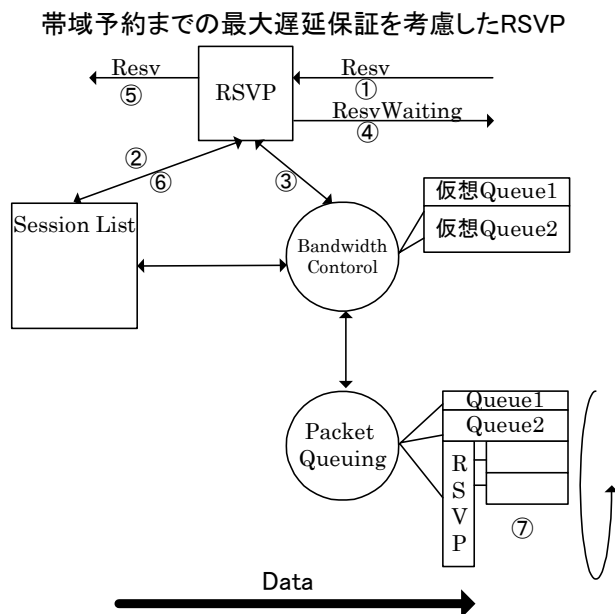 帯域予約までの最大遅延保証を考慮したRSVP
Resv
⑤
RSVP
Resv
①
ResvWaiting
④
②
⑥
③
Session List
Bandwidth
Contorol
仮想Queue1
仮想Queue2
Packet
Queuing
Queue1
Queue2
R
S
V
P
⑦
Data